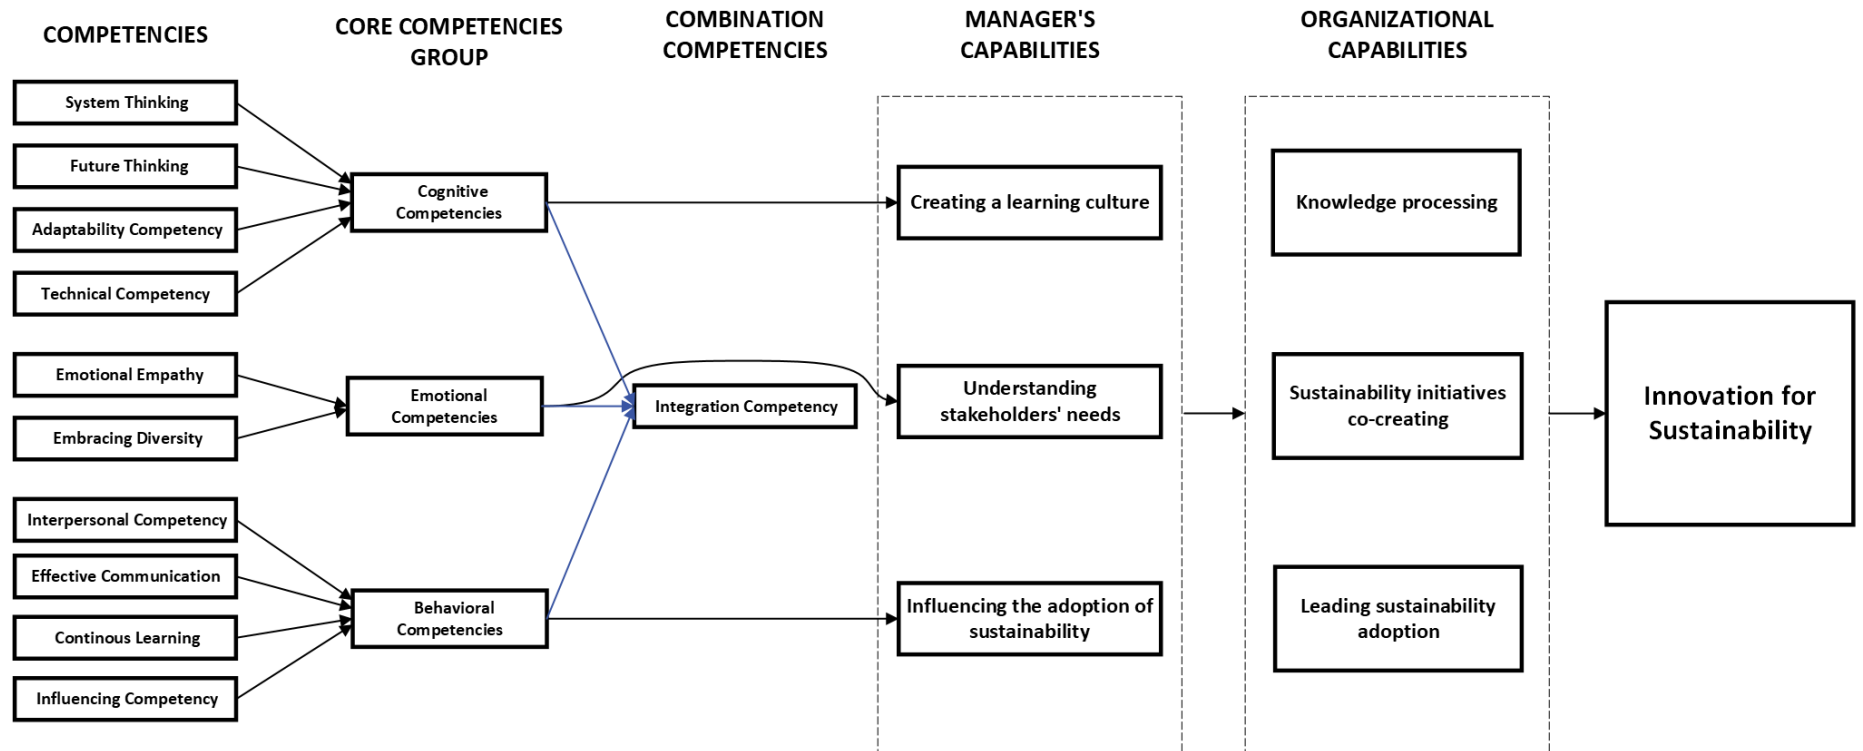 COMPETENCIES
CORE COMPETENCIES
GROUP
COMBINATION
COMPETENCIES
MANAGER'S
CAPABILITIES
ORGANIZATIONAL
CAPABILITIES
System Thinking
Future Thinking
Adaptability Competency
Technical Competency
Emotional Empathy
Embracing Diversity
Interpersonal Competency
Effective Communication
Continous Learning
Influencing Competency
Cognitive
Competencies
Emotional
Competencies
Behavioral
Competencies
Integration Competency
Creating a learning culture
Understanding
stakeholders' needs
Influencing the adoption of
sustainability
Knowledge processing
Sustainability initiatives
co-creating
Leading sustainability
adoption
Innovation for
Sustainability